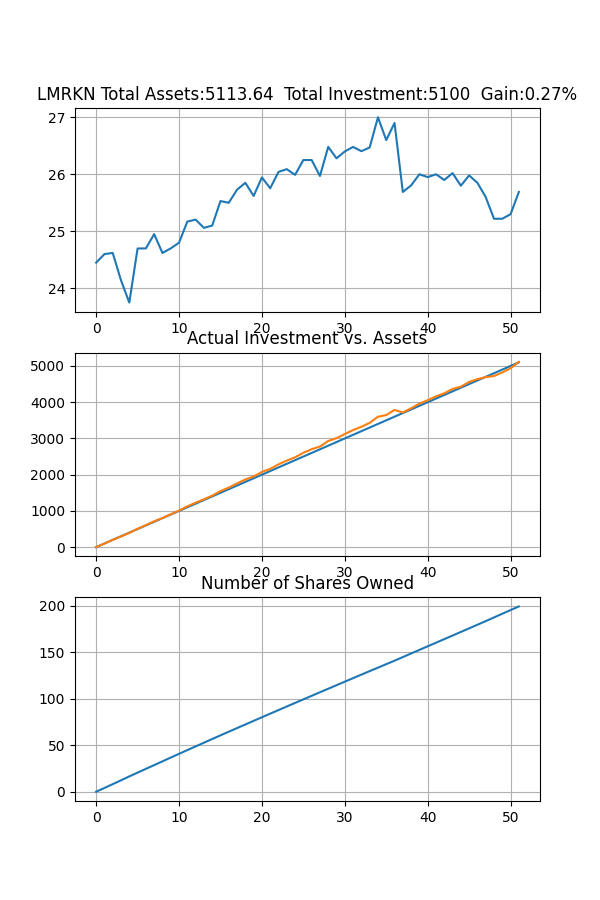 LMRKN Total Assets:5113.64  Total Investment:5100  Gain:0.27%
27
26
25
24
0 10 20 30 40 50
Actual Investment vs. Assets
5000
4000
3000
2000
1000
0
0 10 20 30 40 50
Number of Shares Owned
200
150
100
50
0
0 10 20 30 40 50